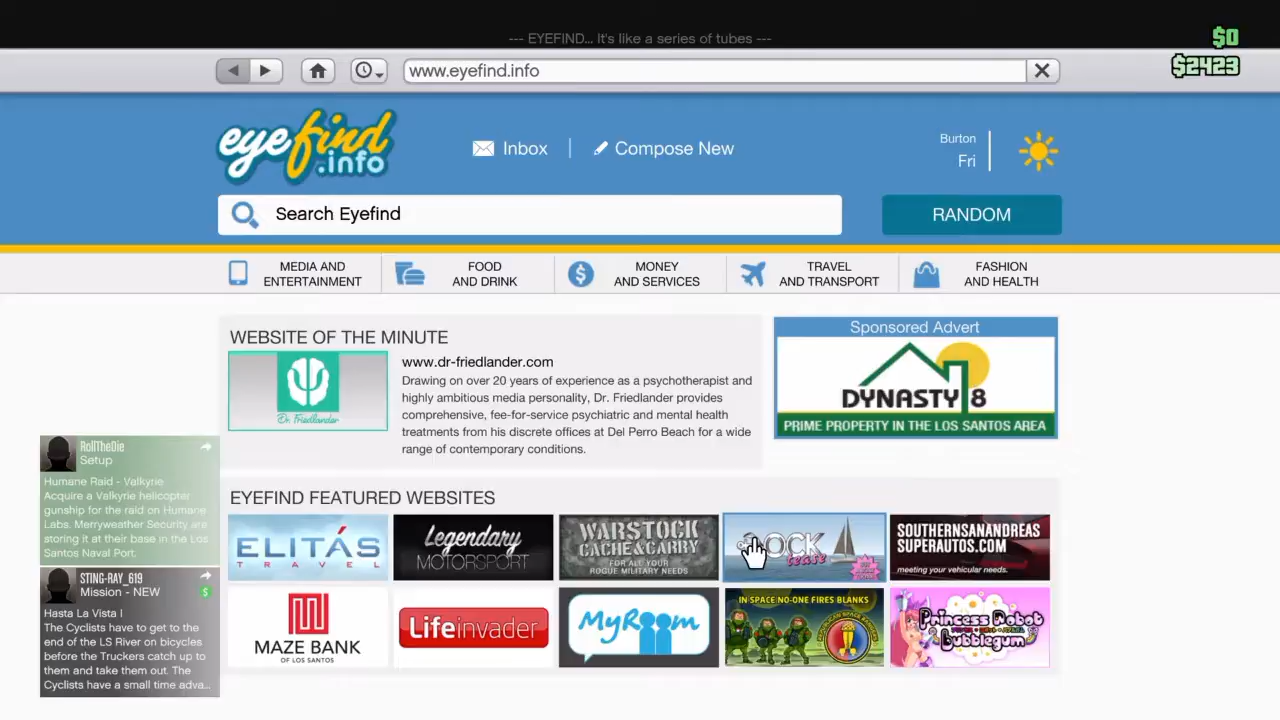 --- EYEFIND... It's like a series of tubes ---
$0
$2423
www.eyefind.info
eyefind
.info
Inbox
Compose New
Burton
Fri
Search Eyefind
RANDOM
MEDIA AND
ENTERTAINMENT
FOOD
AND DRINK
MONEY
AND SERVICES
TRAVEL
AND TRANSPORT
FASHION
AND HEALTH
WEBSITE OF THE MINUTE
Dr. Friedlander
www.dr-friedlander.com
Drawing on over 20 years of experience as a psychotherapist and
highly ambitious media personality, Dr. Friedlander provides
comprehensive, fee-for-service psychiatric and mental health
treatments from his discrete offices at Del Perro Beach for a wide
range of contemporary conditions.
Sponsored Advert
DYNASTY 8
PRIME PROPERTY IN THE LOS SANTOS AREA
RollTheDie
Setup
Humane Raid - Valkyrie
Acquire a Valkyrie helicopter
gunship for the raid on Humane
Labs. Merryweather Security are
storing it at their base in the Los
Santos Naval Port.
STING-RAY_619
Mission - NEW
$
Hasta La Vista I
The Cyclists have to get to the
end of the LS River on bicycles
before the Truckers catch up to
them and take them out. The
Cyclists have a small time adva...
EYEFIND FEATURED WEBSITES
ELITÁS
TRAVEL
Legendary
MOTORSPORT
WARSTOCK
CACHE&CARRY
FOR ALL YOUR
ROGUE MILITARY NEEDS
OCK
tease
SOUTHERNSANANDREAS
SUPERAUTOS.COM
meeting your vehicular needs.
MAZE BANK
OF LOS SANTOS
Lifeinvader
MyRoom
IN SPACE NO-ONE FIRES BLANKS
Princess Robot
Bubblegum